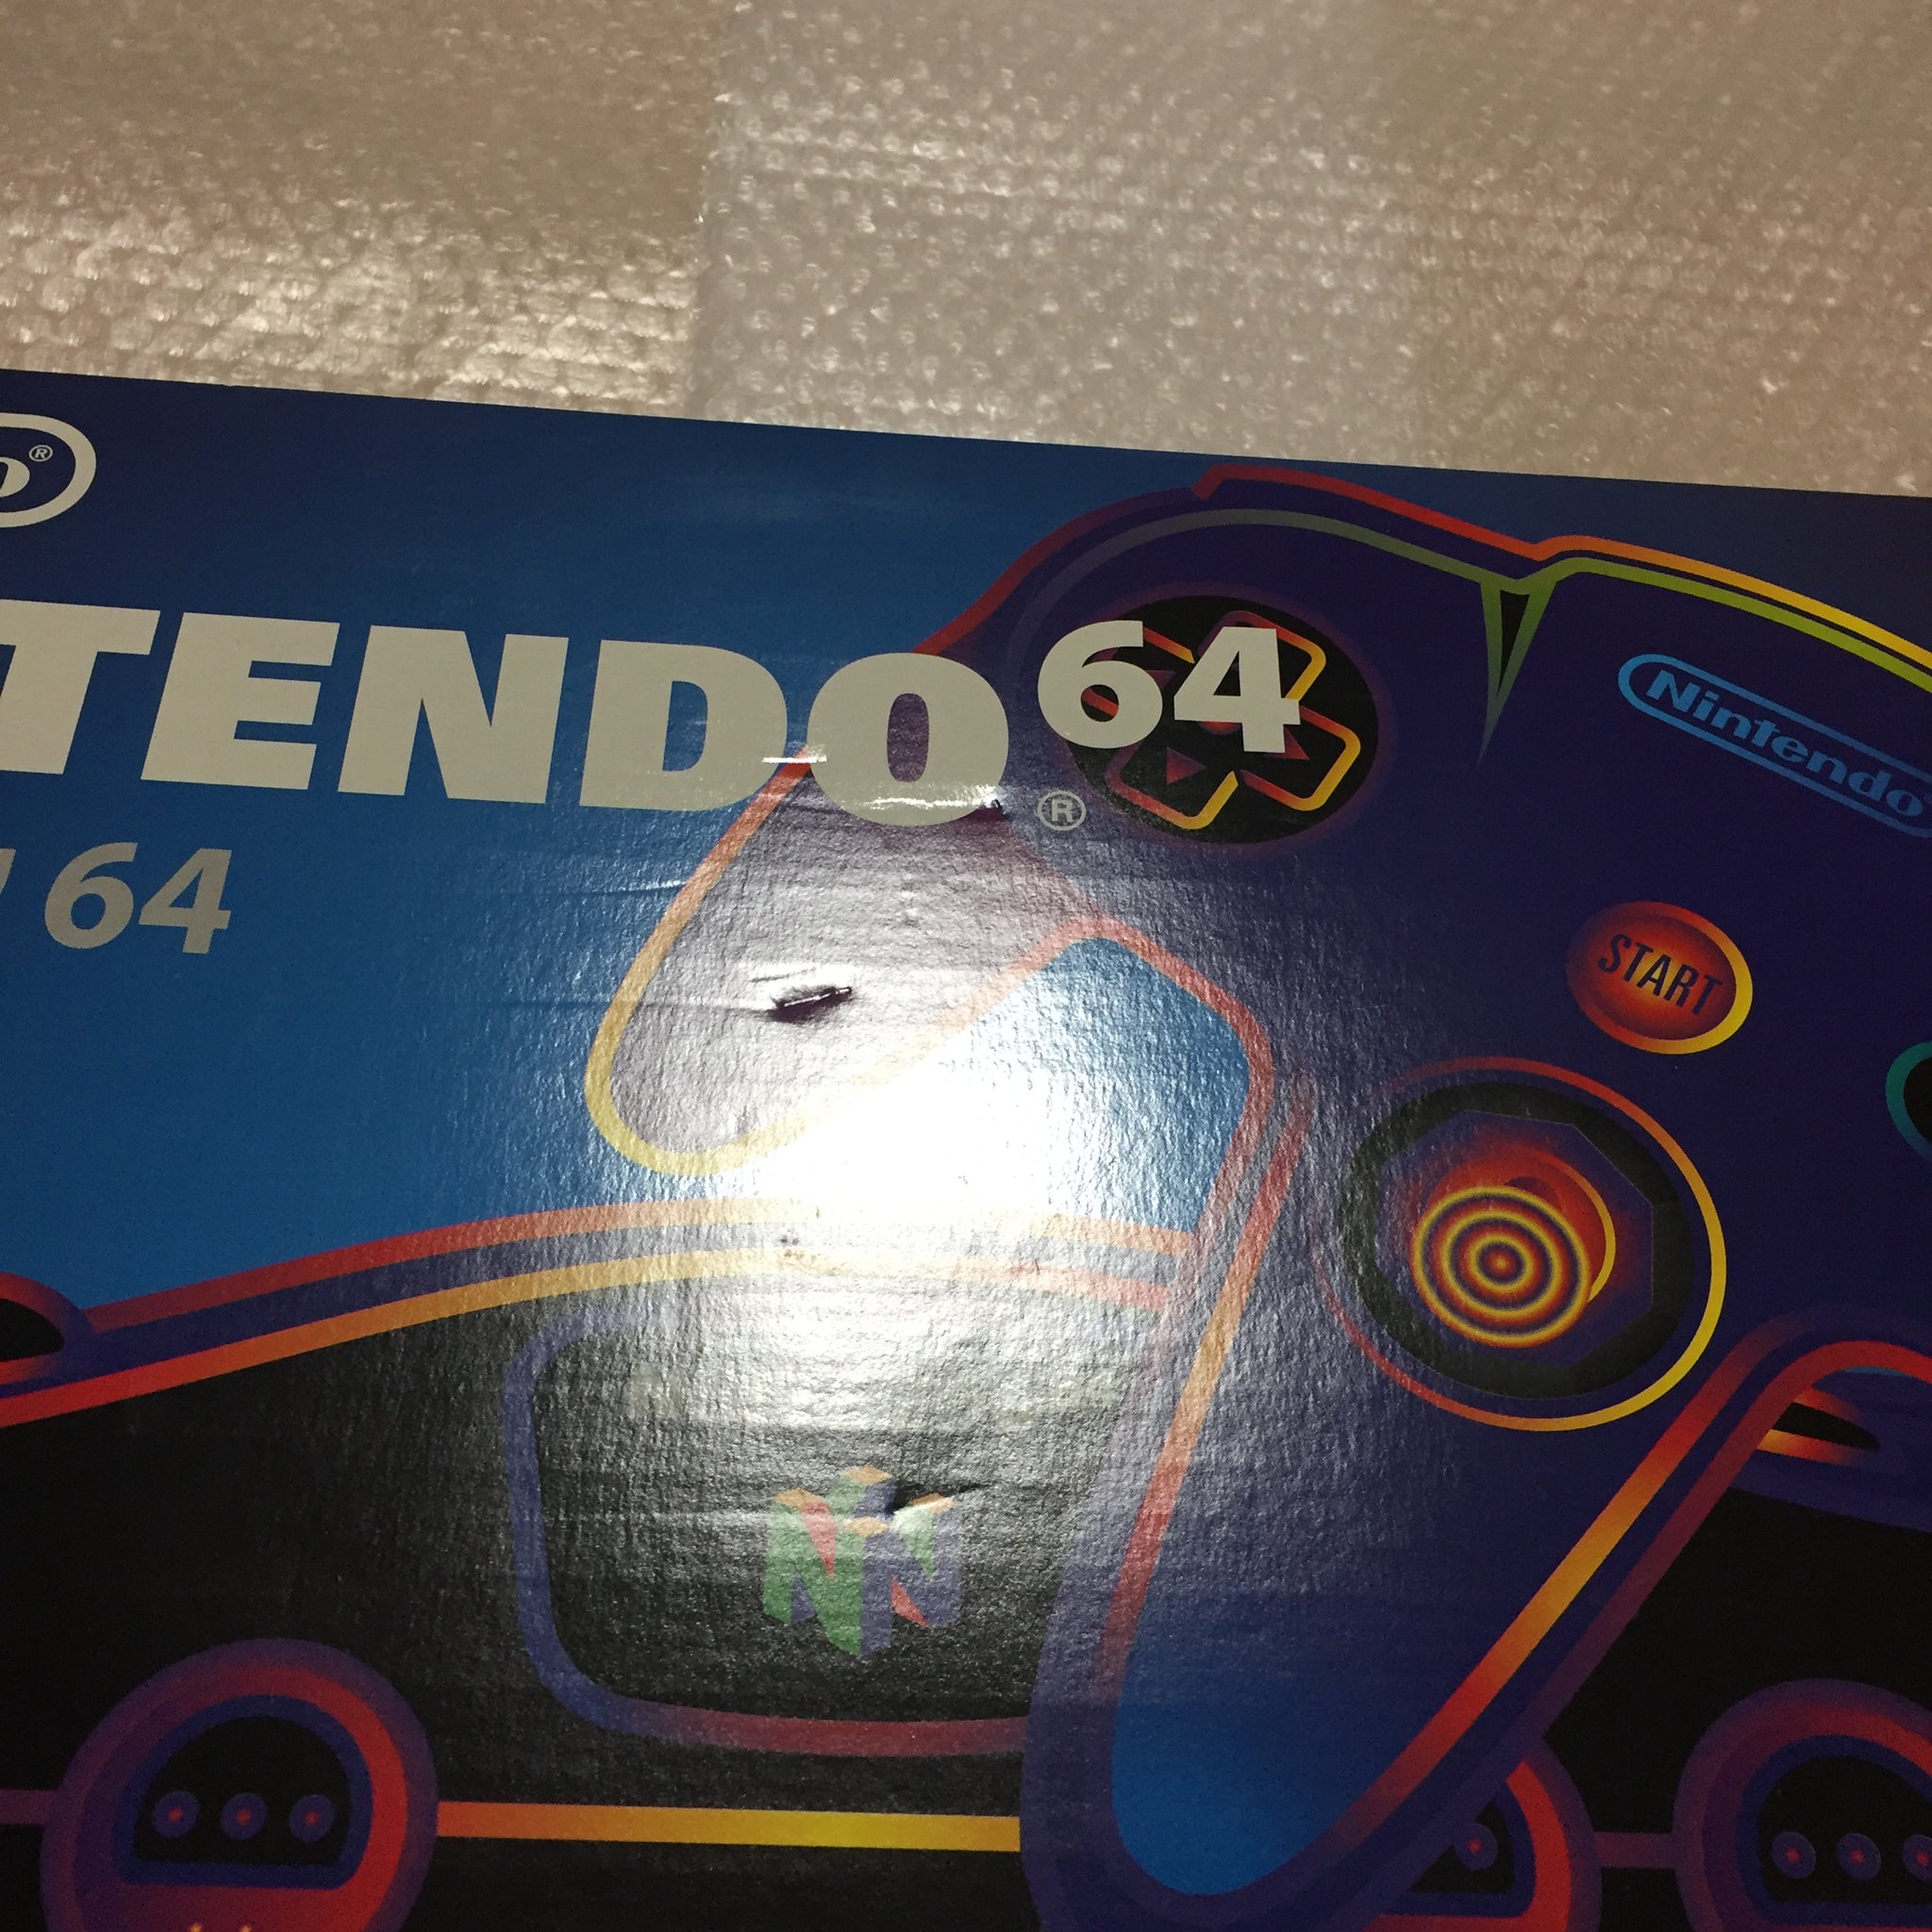 o®
TENDO64®
64
Nintendo
START